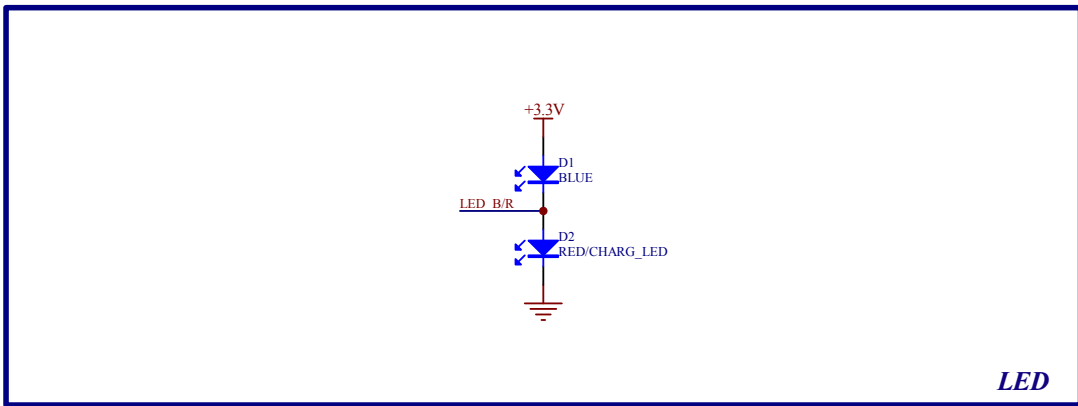 +3.3V
D1
BLUE
LED_B/R
D2
RED/CHARG_LED
LED